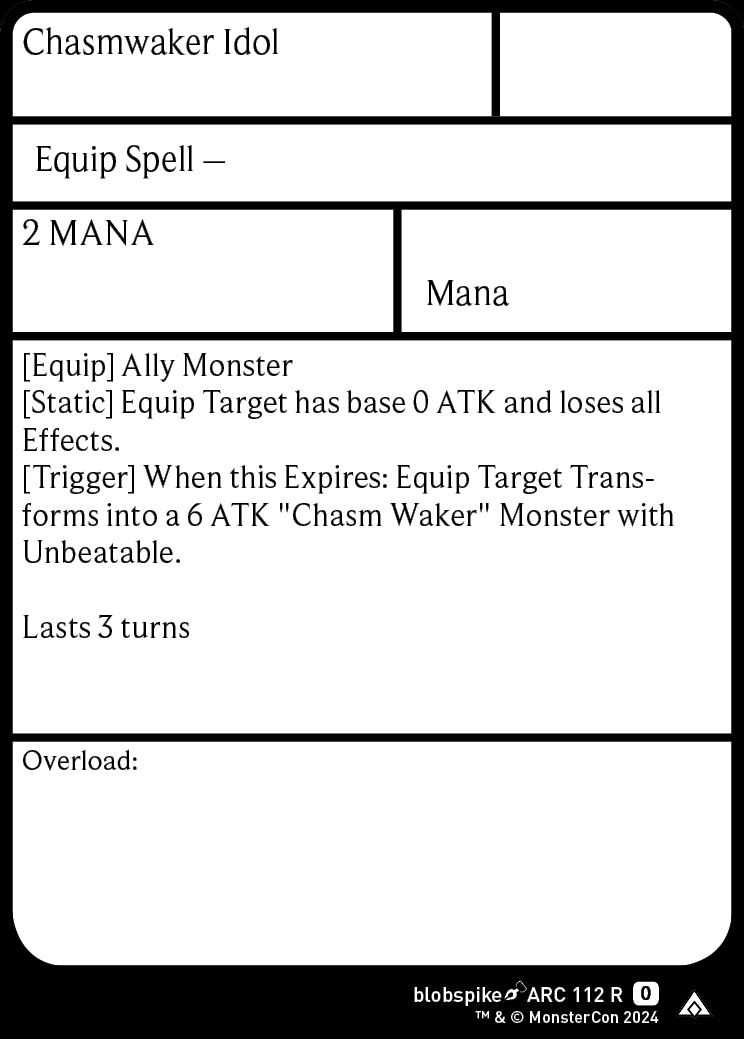 Chasmwaker Idol
Equip Spell —
2 MANA
Mana
[Equip] Ally Monster
[Static] Equip Target has base 0 ATK and loses all
Effects.
[Trigger] When this Expires: Equip Target Trans-
forms into a 6 ATK "Chasm Waker" Monster with
Unbeatable.
Lasts 3 turns
Overload:
blobspike ARC 112 R 0
™ & © MonsterCon 2024